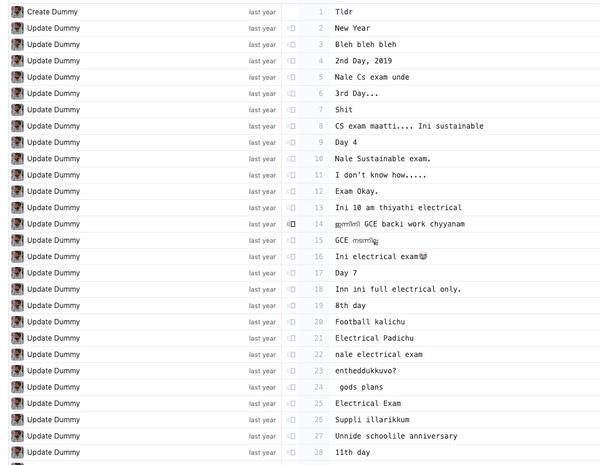 Create Dummy last year 1 Tldr
Update Dummy last year 2 New Year
Update Dummy last year 3 Bleh bleh bleh
Update Dummy last year 4 2nd Day, 2019
Update Dummy last year 5 Nale Cs exam unde
Update Dummy last year 6 3rd Day...
Update Dummy last year 7 Shit
Update Dummy last year 8 CS exam maatti.... Ini sustainable
Update Dummy last year 9 Day 4
Update Dummy last year 10 Nale Sustainable exam.
Update Dummy last year 11 I don't know how.....
Update Dummy last year 12 Exam Okay.
Update Dummy last year 13 Ini 10 am thiyathi electrical
Update Dummy last year 14 ഇന്നിനി GCE backi work chyyanam
Update Dummy last year 15 GCE നടന്നില്ല
Update Dummy last year 16 Ini electrical exam
Update Dummy last year 17 Day 7
Update Dummy last year 18 Inn ini full electrical only.
Update Dummy last year 19 8th day
Update Dummy last year 20 Football kalichu
Update Dummy last year 21 Electrical Padichu
Update Dummy last year 22 nale electrical exam
Update Dummy last year 23 entheddukkuvo?
Update Dummy last year 24 gods plans
Update Dummy last year 25 Electrical Exam
Update Dummy last year 26 Suppli illarikkum
Update Dummy last year 27 Unnide schoolile anniversary
Update Dummy last year 28 11th day